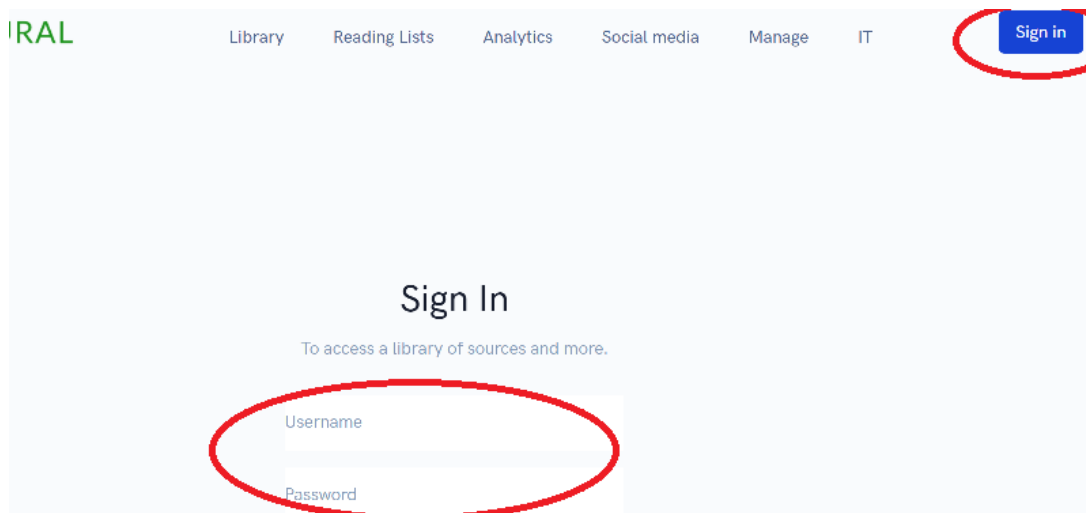 URAL Library Reading Lists Analytics Social media Manage IT Sign in
Sign In
To access a library of sources and more.
Username
Password